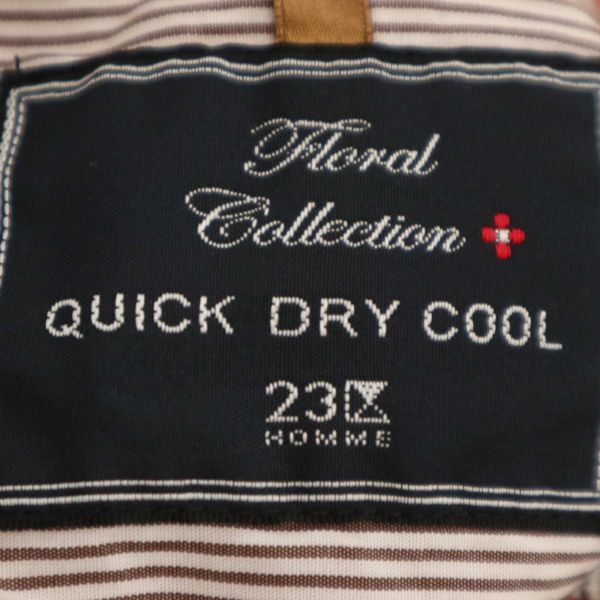 Floral
Collection
QUICK DRY COOL
23区
HOMME